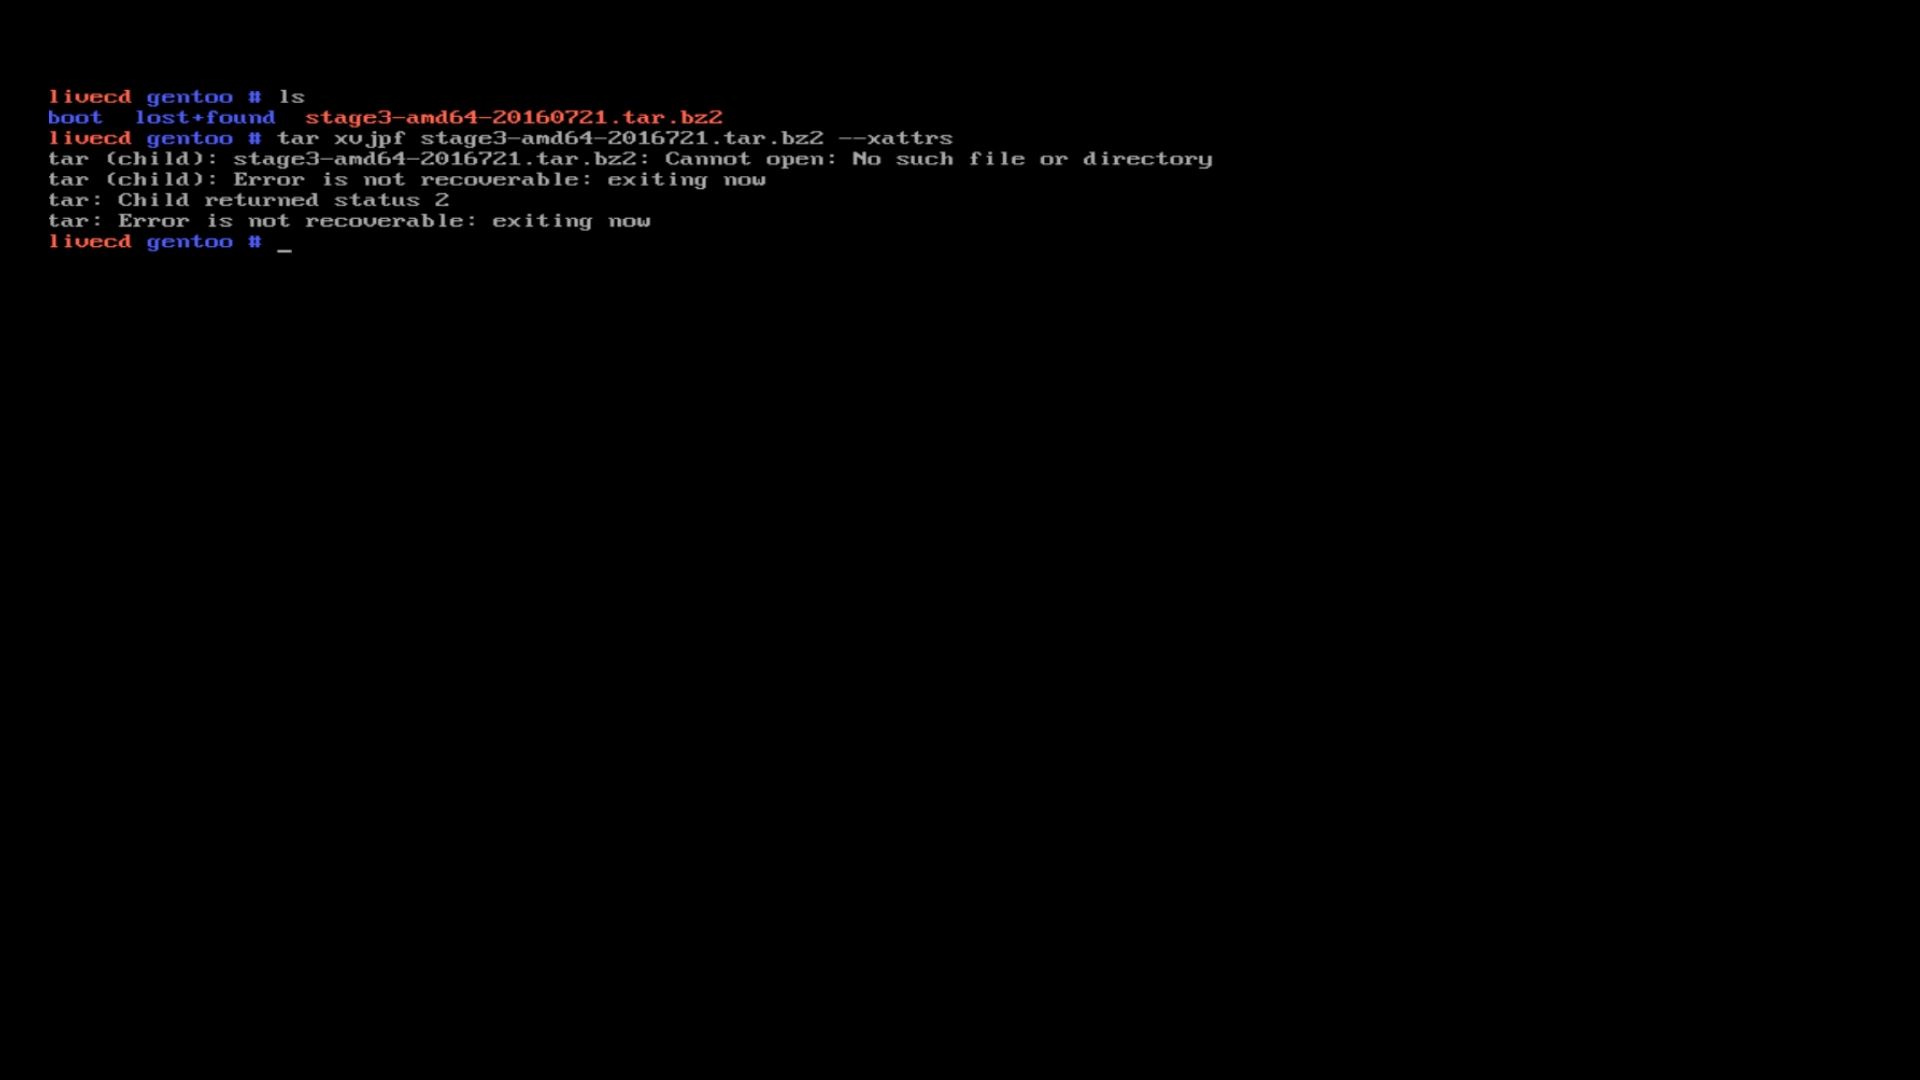 livecd gentoo # ls
boot  lost+found  stage3-amd64-20160721.tar.bz2
livecd gentoo # tar xvjpf stage3-amd64-2016721.tar.bz2 --xattrs
tar (child): stage3-amd64-2016721.tar.bz2: Cannot open: No such file or directory
tar (child): Error is not recoverable: exiting now
tar: Child returned status 2
tar: Error is not recoverable: exiting now
livecd gentoo # _